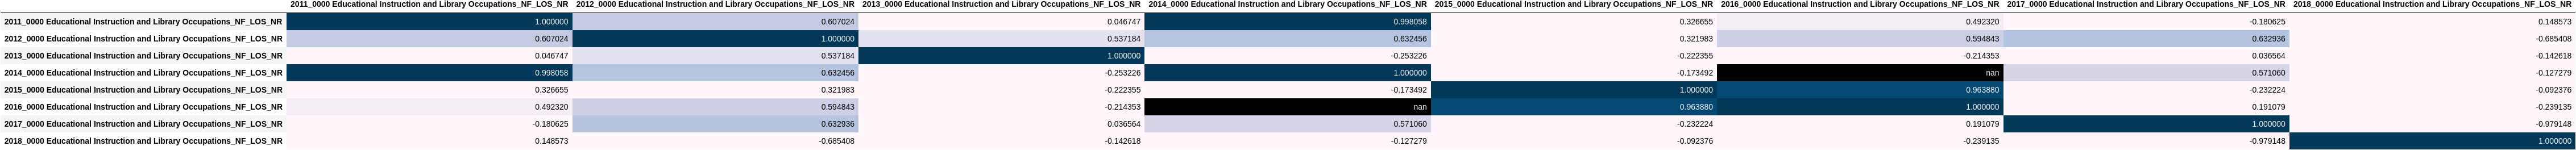 2011_0000 Educational Instruction and Library Occupations_NF_LOS_NR 2012_0000 Educational Instruction and Library Occupations_NF_LOS_NR 2013_0000 Educational Instruction and Library Occupations_NF_LOS_NR 2014_0000 Educational Instruction and Library Occupations_NF_LOS_NR 2015_0000 Educational Instruction and Library Occupations_NF_LOS_NR 2016_0000 Educational Instruction and Library Occupations_NF_LOS_NR 2017_0000 Educational Instruction and Library Occupations_NF_LOS_NR 2018_0000 Educational Instruction and Library Occupations_NF_LOS_NR
2011_0000 Educational Instruction and Library Occupations_NF_LOS_NR 1.000000 0.607024 0.046747 0.998058 0.326655 0.492320 -0.180625 0.148573
2012_0000 Educational Instruction and Library Occupations_NF_LOS_NR 0.607024 1.000000 0.537184 0.632456 0.321983 0.594843 0.632936 -0.685408
2013_0000 Educational Instruction and Library Occupations_NF_LOS_NR 0.046747 0.537184 1.000000 -0.253226 -0.222355 -0.214353 0.036564 -0.142618
2014_0000 Educational Instruction and Library Occupations_NF_LOS_NR 0.998058 0.632456 -0.253226 1.000000 -0.173492 nan 0.571060 -0.127279
2015_0000 Educational Instruction and Library Occupations_NF_LOS_NR 0.326655 0.321983 -0.222355 -0.173492 1.000000 0.963880 -0.232224 -0.092376
2016_0000 Educational Instruction and Library Occupations_NF_LOS_NR 0.492320 0.594843 -0.214353 nan 0.963880 1.000000 0.191079 -0.239135
2017_0000 Educational Instruction and Library Occupations_NF_LOS_NR -0.180625 0.632936 0.036564 0.571060 -0.232224 0.191079 1.000000 -0.979148
2018_0000 Educational Instruction and Library Occupations_NF_LOS_NR 0.148573 -0.685408 -0.142618 -0.127279 -0.092376 -0.239135 -0.979148 1.000000